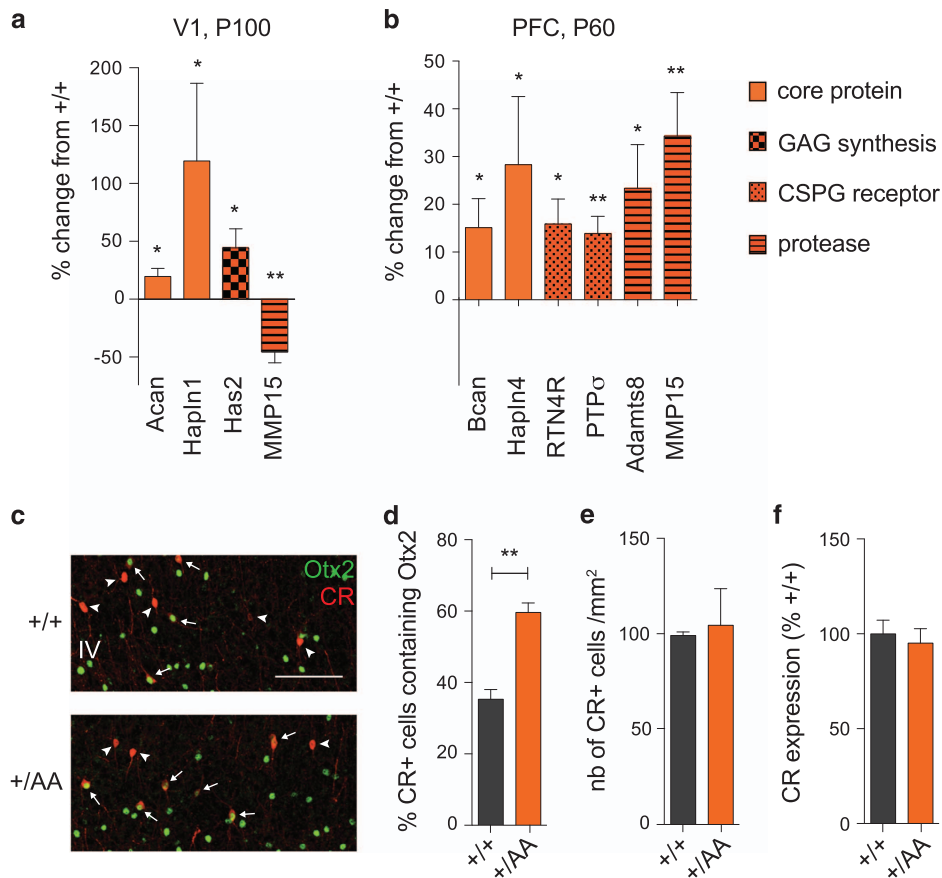 a
V1, P100
% change from +/+
200
150
100
50
0
-50
*
*
*
**
Acan
Hapln1
Has2
MMP15
b
PFC, P60
% change from +/+
50
40
30
20
10
0
*
*
*
**
*
**
Bcan
Hapln4
RTN4R
PTPσ
Adamts8
MMP15
core protein
GAG synthesis
CSPG receptor
protease
c
+/+
Otx2
CR
IV
+/AA
d
% CR+ cells containing Otx2
80
60
40
20
0
**
+/+
+/AA
e
nb of CR+ cells /mm²
150
100
50
0
+/+
+/AA
f
CR expression (% +/+)
150
100
50
0
+/+
+/AA